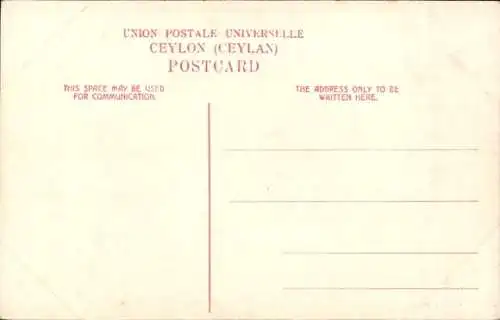 UNION POSTALE UNIVERSELLE
CEYLON (CEYLAN)
POSTCARD
THIS SPACE MAY BE USED
FOR COMMUNICATION.
THE ADDRESS ONLY TO BE
WRITTEN HERE.